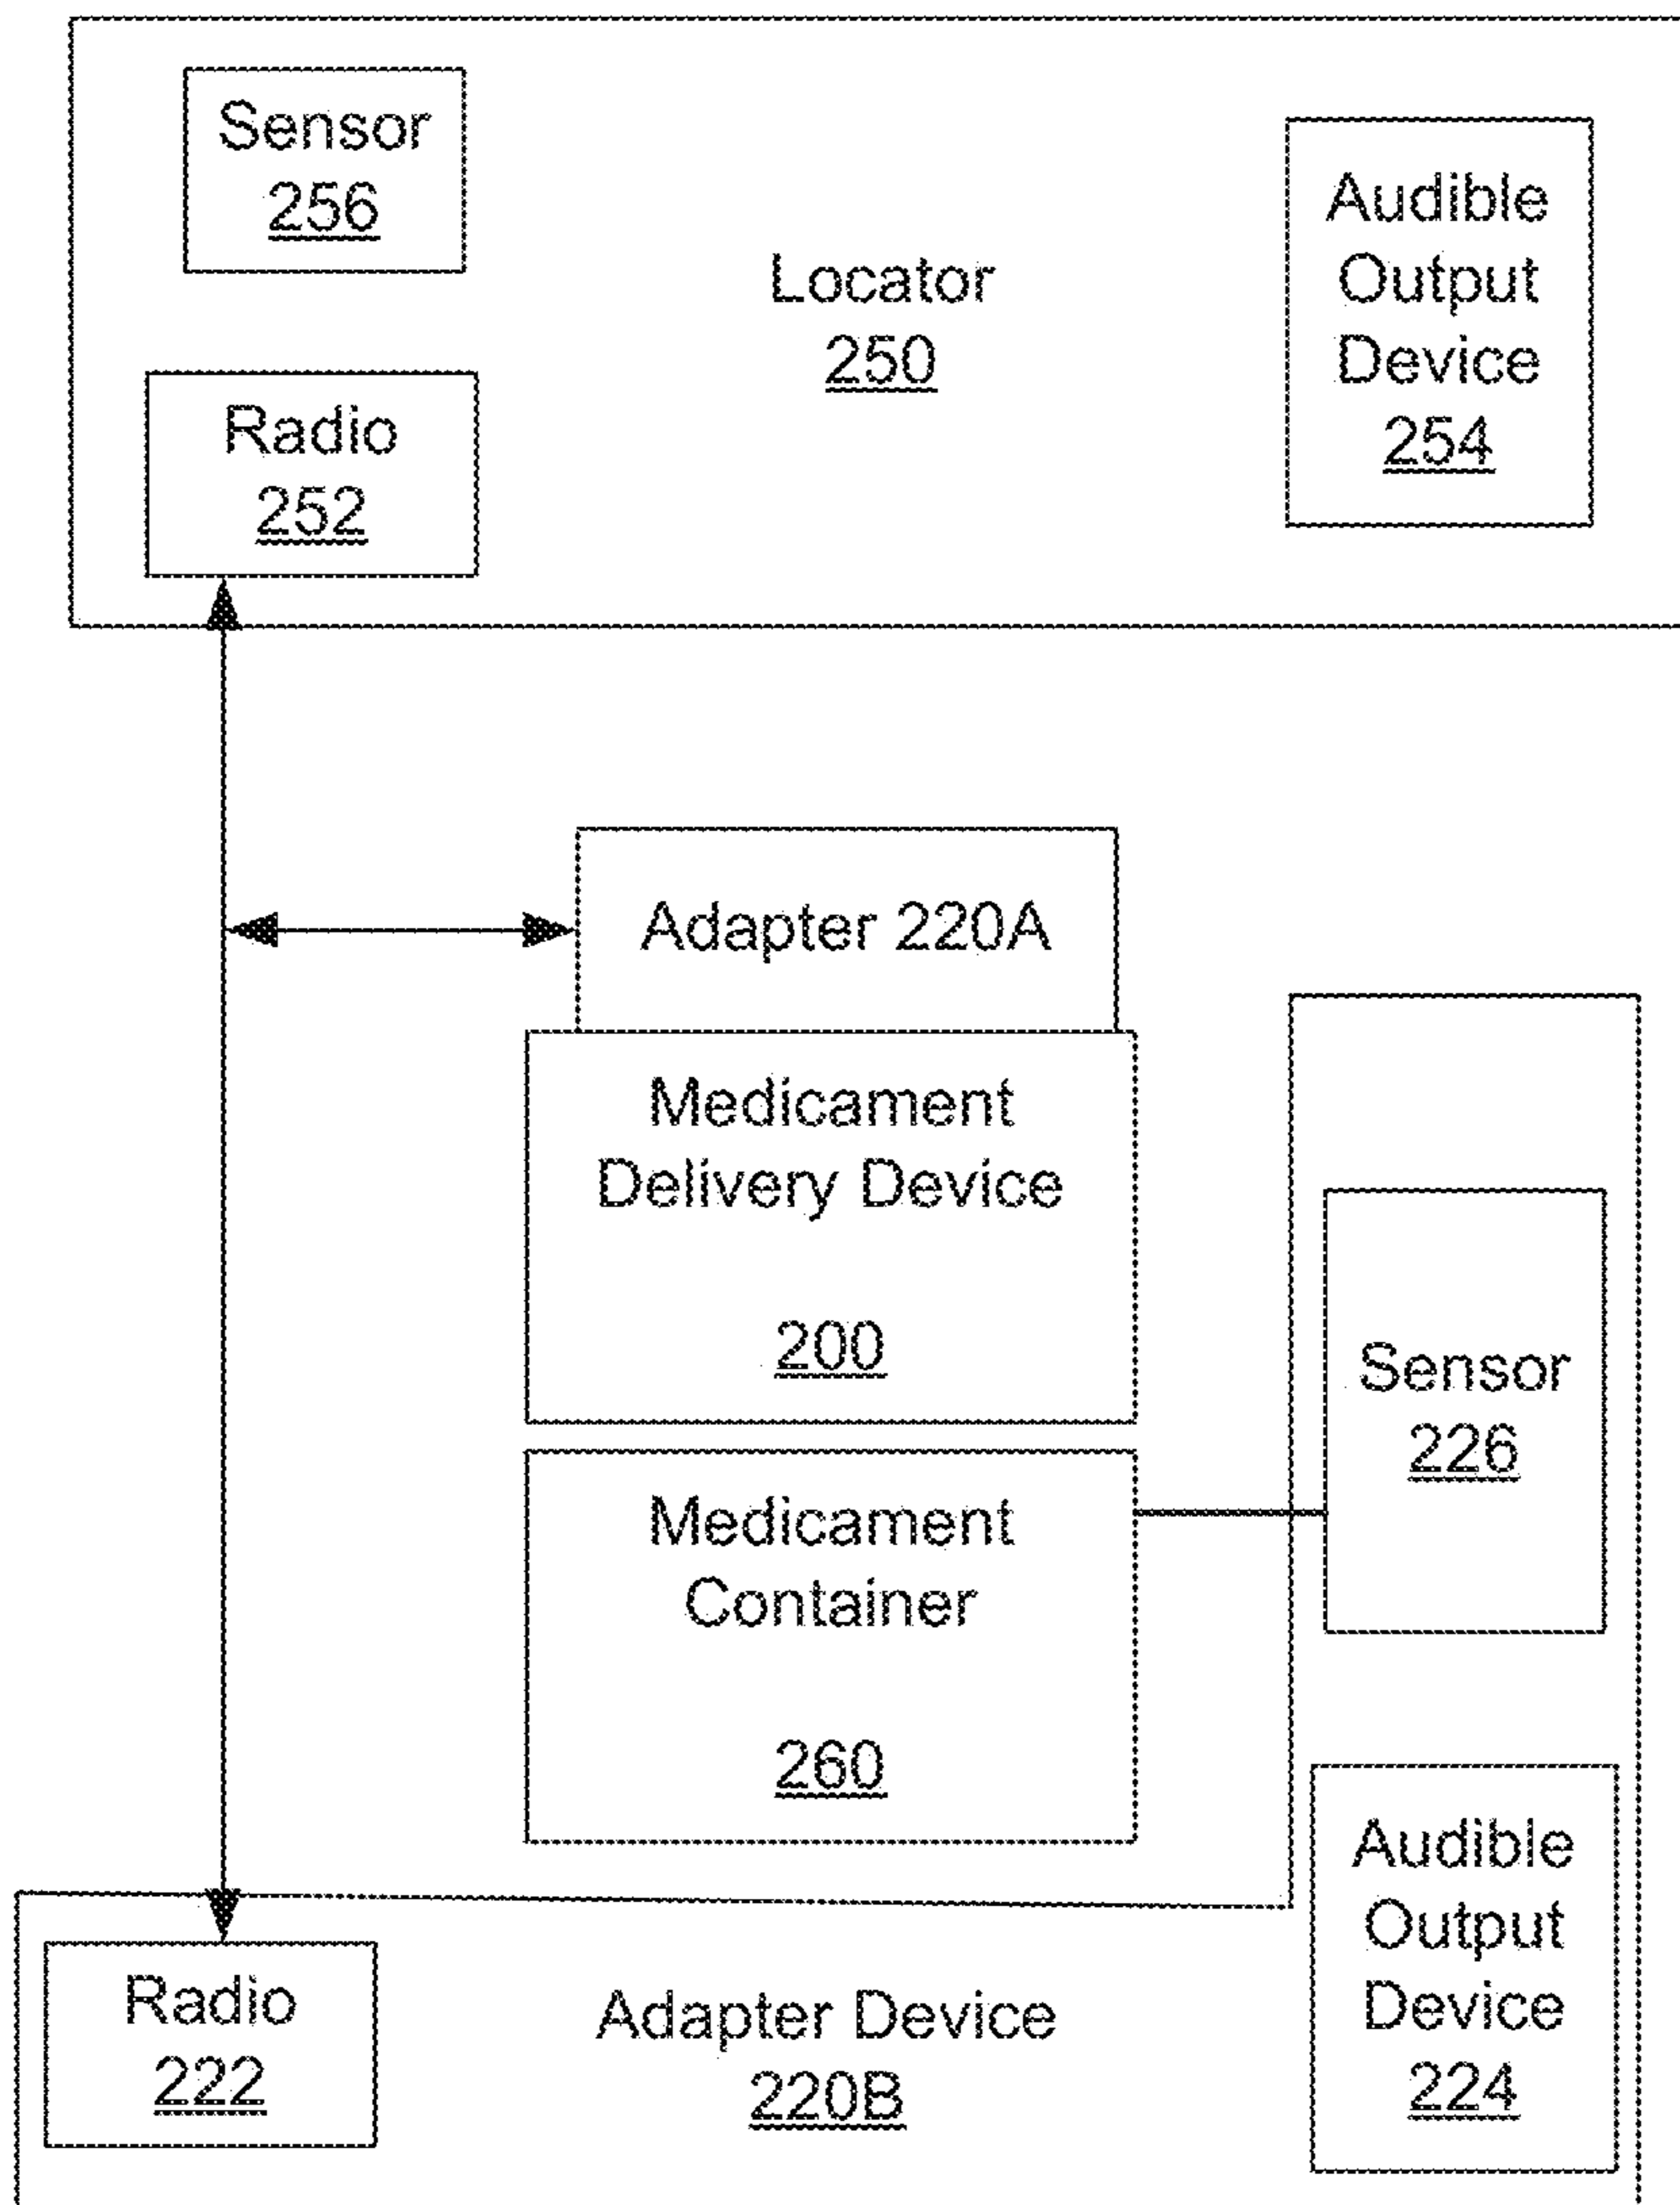 Sensor
256
Audible
Output
Device
254
Locator
250
Radio
252
Adapter 220A
Medicament
Delivery Device
200
Sensor
226
Medicament
Container
260
Audible
Output
Device
224
Radio
222
Adapter Device
220B